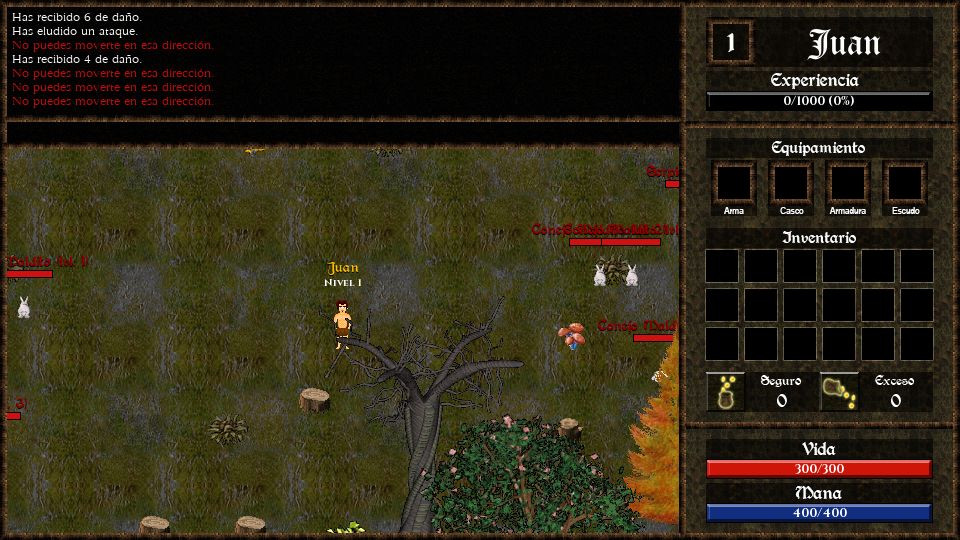 Has recibido 6 de daño.
Has eludido un ataque.
No puedes moverte en esa dirección.
Has recibido 4 de daño.
No puedes moverte en esa dirección.
No puedes moverte en esa dirección.
No puedes moverte en esa dirección.
1
Juan
Experiencia
0/1000 (0%)
Equipamiento
Arma
Casco
Armadura
Escudo
Inventario
Juan
Nivel 1
Conejo
Seguro
0
Exceso
0
Vida
300/300
Mana
400/400